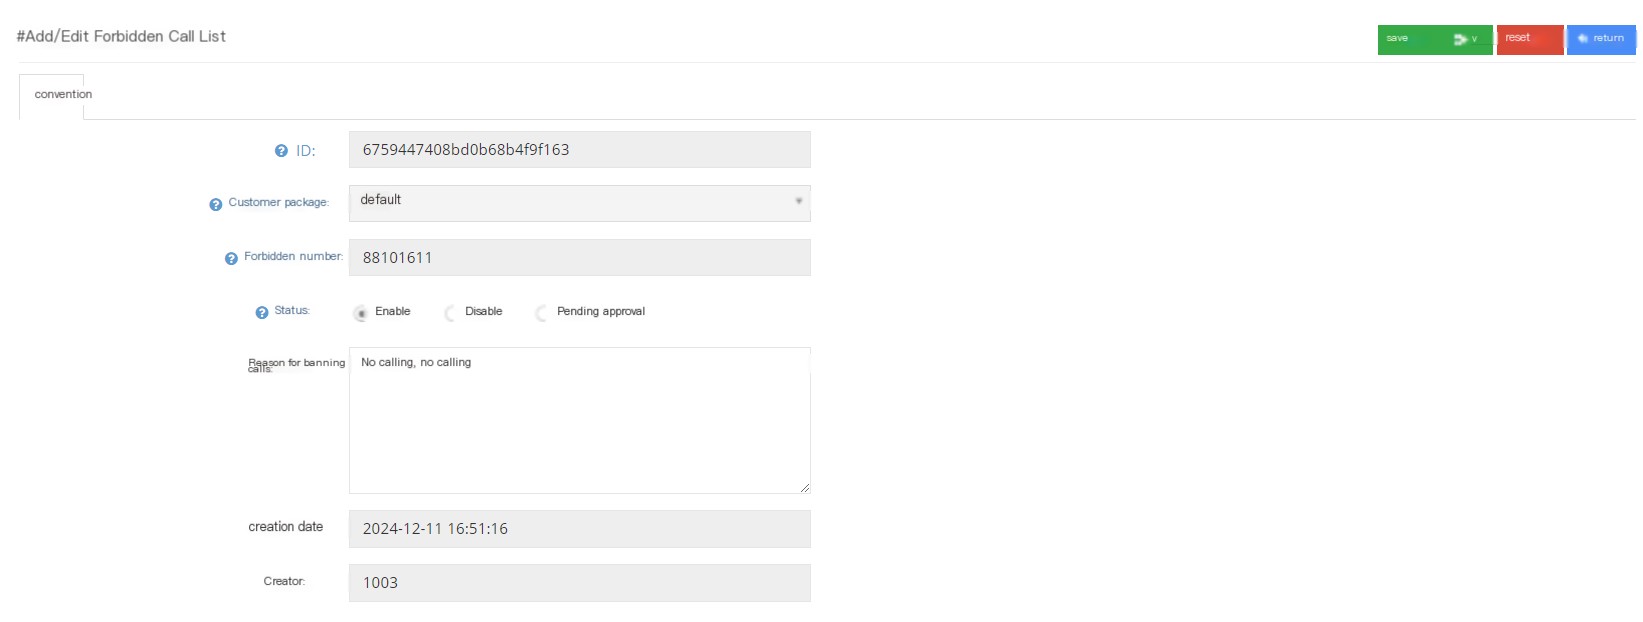 #Add/Edit Forbidden Call List
save v reset return
convention
ID: 6759447408bd0b68b4f9f163
Customer package: default
Forbidden number: 88101611
Status: Enable Disable Pending approval
Reason for banning calls: No calling, no calling
creation date 2024-12-11 16:51:16
Creator: 1003